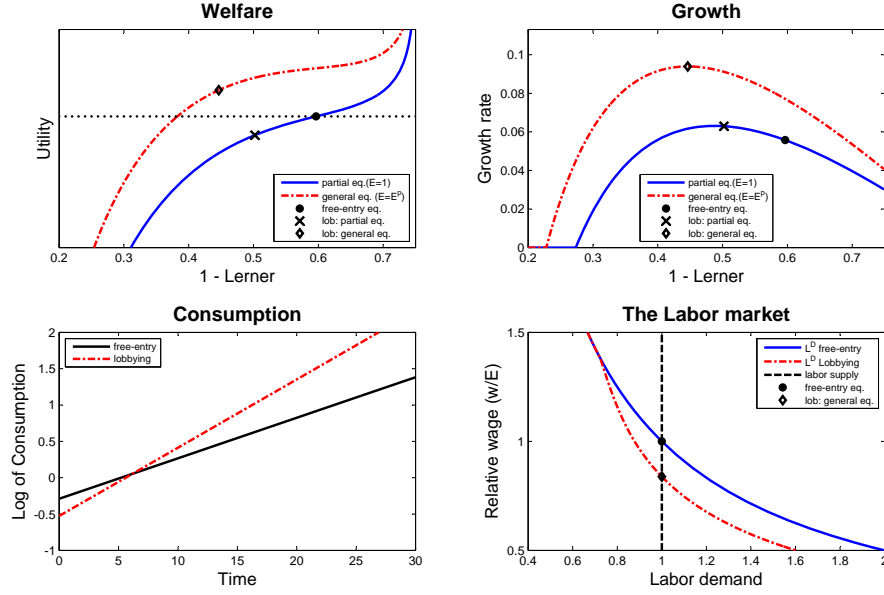 Welfare
Utility
partial eq.(E=1)
general eq. (E=E^p)
free-entry eq.
lob: partial eq.
lob: general eq.
0.2 0.3 0.4 0.5 0.6 0.7
1 - Lerner
Growth
Growth rate
0.1
0.08
0.06
0.04
0.02
0
partial eq.(E=1)
general eq.(E=E^p)
free-entry eq.
lob: partial eq.
lob: general eq.
0.2 0.3 0.4 0.5 0.6 0.7
1 - Lerner
Consumption
Log of Consumption
2
1.5
1
0.5
0
-0.5
-1
free-entry
lobbying
0 5 10 15 20 25 30
Time
The Labor market
Relative wage (w/E)
1.5
1
0.5
L^D free-entry
L^D Lobbying
labor supply
free-entry eq.
lob: general eq.
0.4 0.6 0.8 1 1.2 1.4 1.6 1.8 2
Labor demand